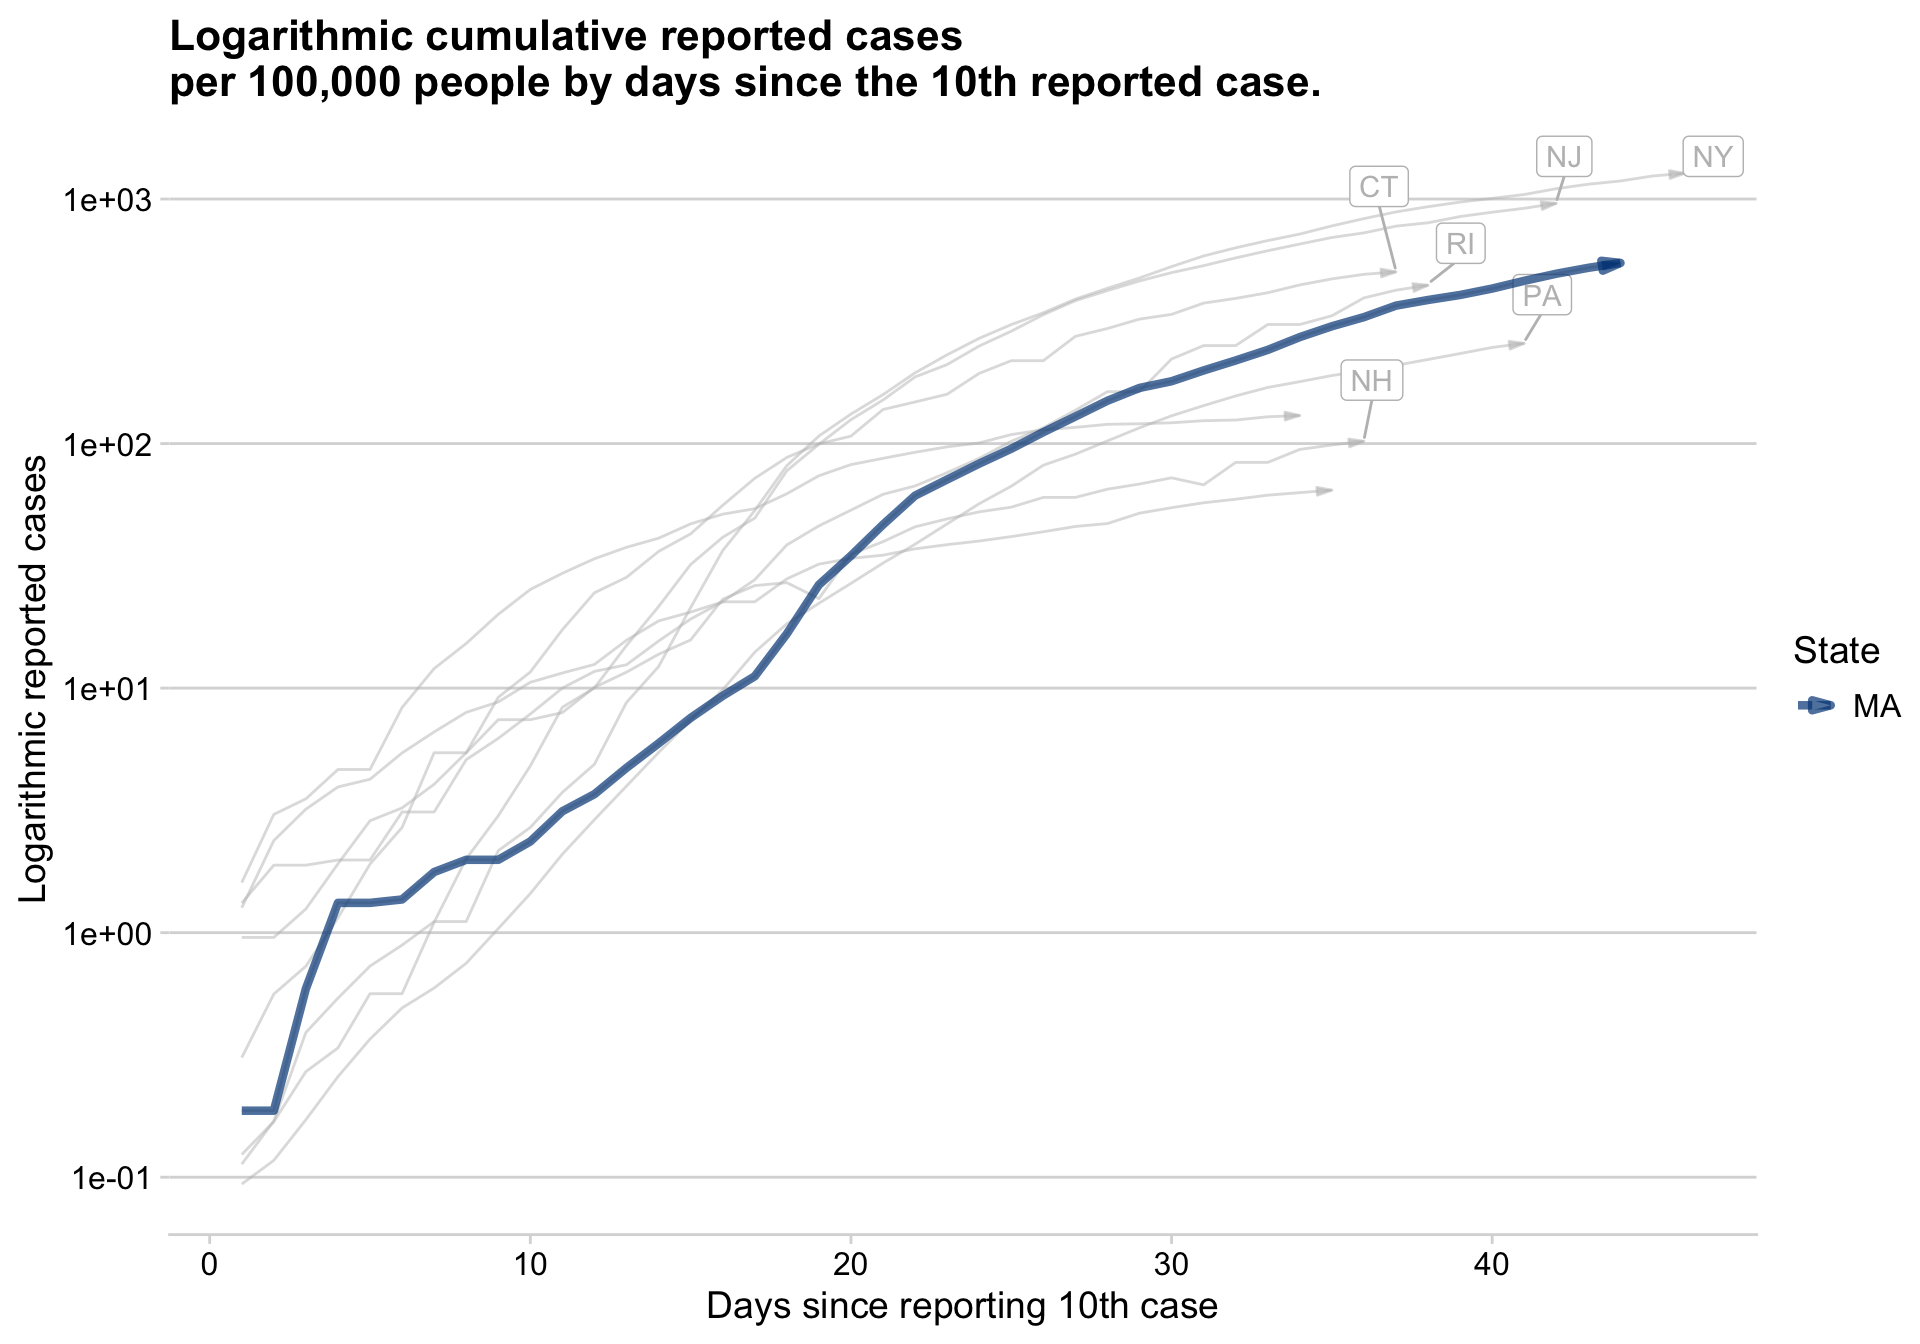 Logarithmic cumulative reported cases
per 100,000 people by days since the 10th reported case.
NJ
NY
CT
1e+03
RI
PA
NH
1e+02
Logarithmic reported cases
State
1e+01
MA
1e+00
1e-01
0
10
20
30
40
Days since reporting 10th case